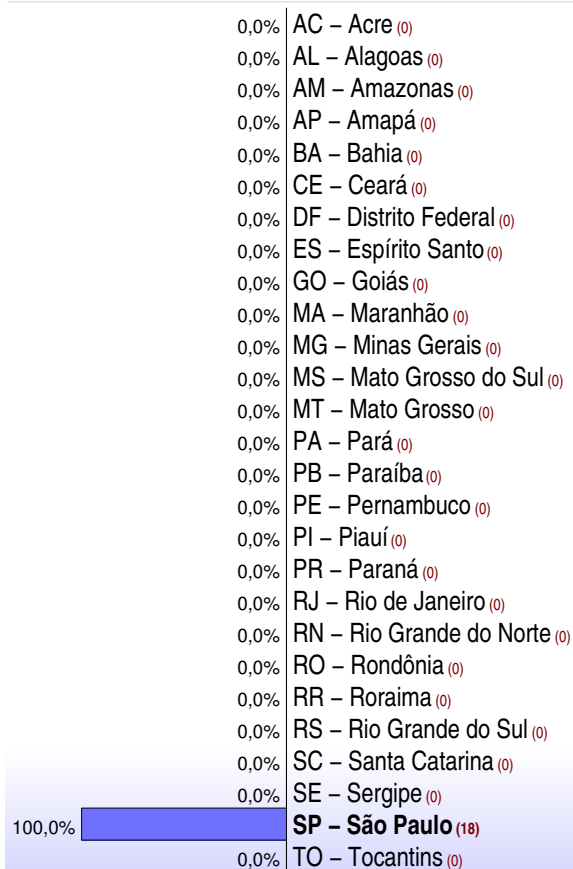 0,0% AC – Acre (0)
0,0% AL – Alagoas (0)
0,0% AM – Amazonas (0)
0,0% AP – Amapá (0)
0,0% BA – Bahia (0)
0,0% CE – Ceará (0)
0,0% DF – Distrito Federal (0)
0,0% ES – Espírito Santo (0)
0,0% GO – Goiás (0)
0,0% MA – Maranhão (0)
0,0% MG – Minas Gerais (0)
0,0% MS – Mato Grosso do Sul (0)
0,0% MT – Mato Grosso (0)
0,0% PA – Pará (0)
0,0% PB – Paraíba (0)
0,0% PE – Pernambuco (0)
0,0% PI – Piauí (0)
0,0% PR – Paraná (0)
0,0% RJ – Rio de Janeiro (0)
0,0% RN – Rio Grande do Norte (0)
0,0% RO – Rondônia (0)
0,0% RR – Roraima (0)
0,0% RS – Rio Grande do Sul (0)
0,0% SC – Santa Catarina (0)
0,0% SE – Sergipe (0)
100,0% SP – São Paulo (18)
0,0% TO – Tocantins (0)